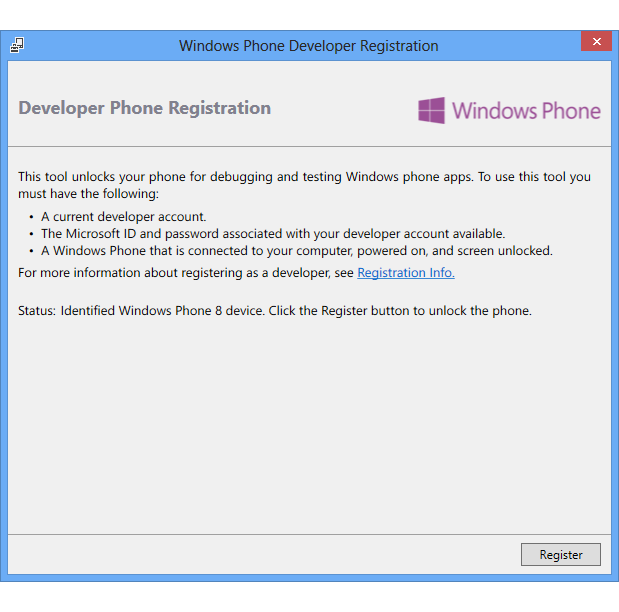 Windows Phone Developer Registration
Developer Phone Registration
Windows Phone
This tool unlocks your phone for debugging and testing Windows phone apps. To use this tool you
must have the following:
• A current developer account.
• The Microsoft ID and password associated with your developer account available.
• A Windows Phone that is connected to your computer, powered on, and screen unlocked.
For more information about registering as a developer, see Registration Info.
Status: Identified Windows Phone 8 device. Click the Register button to unlock the phone.
Register